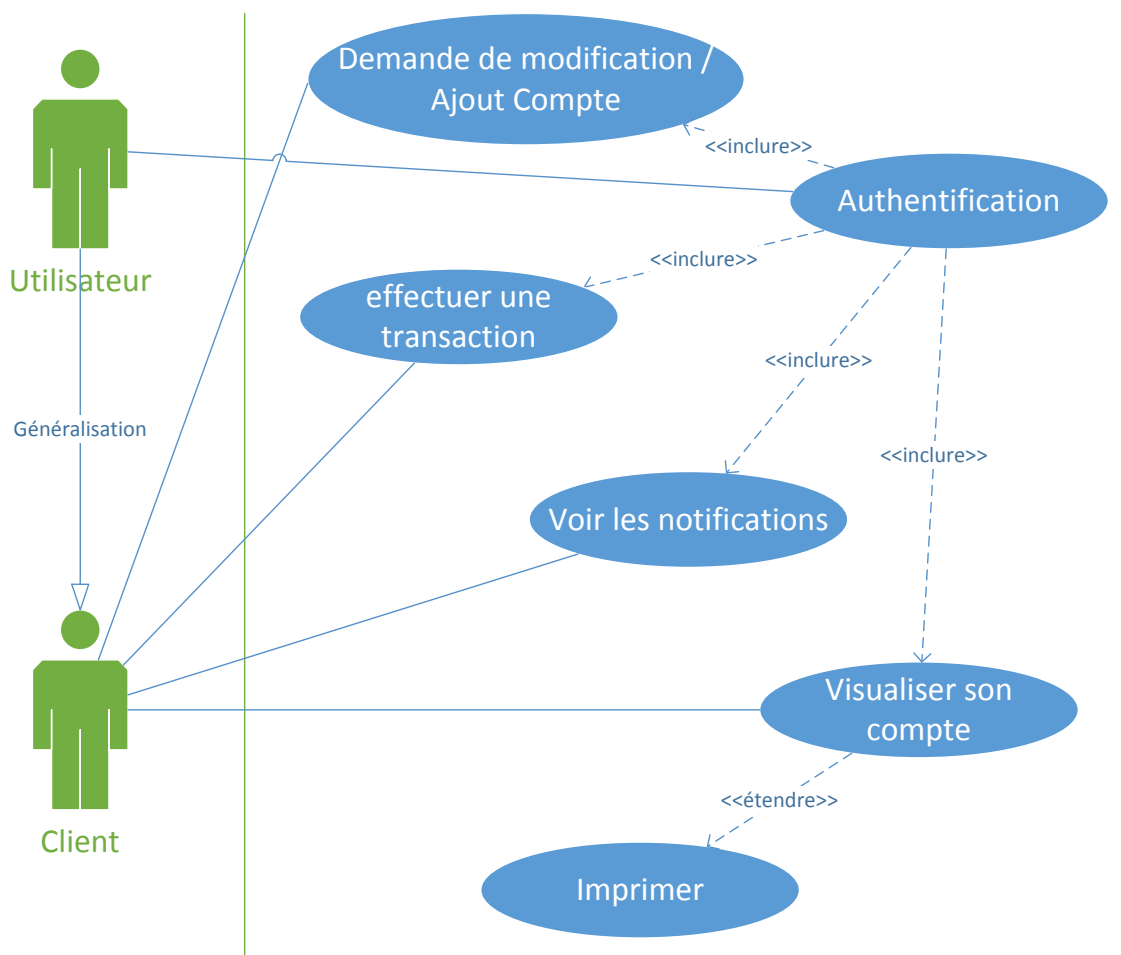 Demande de modification /
Ajout Compte
<<inclure>>
Authentification
Utilisateur
<<inclure>>
effectuer une
transaction
<<inclure>>
Généralisation
<<inclure>>
Voir les notifications
Visualiser son
compte
<<étendre>>
Client
Imprimer